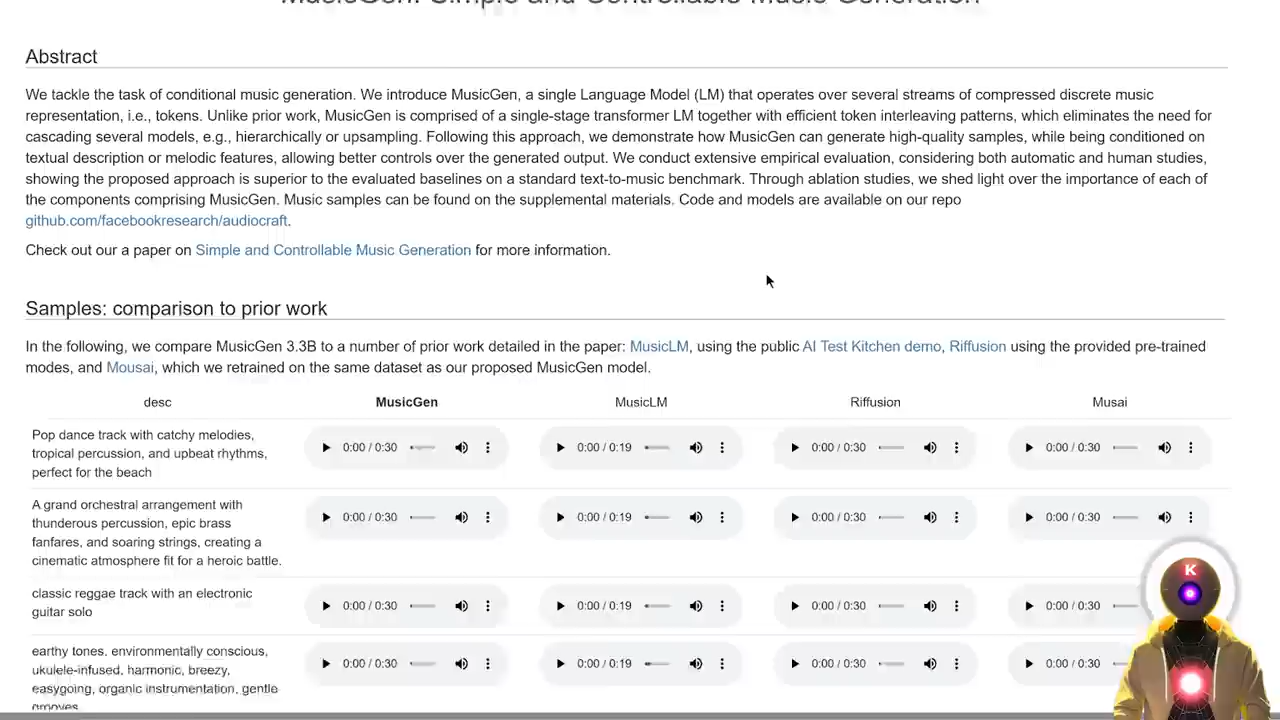 MusicGen: Simple and Controllable Music Generation
Abstract
We tackle the task of conditional music generation. We introduce MusicGen, a single Language Model (LM) that operates over several streams of compressed discrete music
representation, i.e., tokens. Unlike prior work, MusicGen is comprised of a single-stage transformer LM together with efficient token interleaving patterns, which eliminates the need for
cascading several models, e.g., hierarchically or upsampling. Following this approach, we demonstrate how MusicGen can generate high-quality samples, while being conditioned on
textual description or melodic features, allowing better controls over the generated output. We conduct extensive empirical evaluation, considering both automatic and human studies,
showing the proposed approach is superior to the evaluated baselines on a standard text-to-music benchmark. Through ablation studies, we shed light over the importance of each of
the components comprising MusicGen. Music samples can be found on the supplemental materials. Code and models are available on our repo
github.com/facebookresearch/audiocraft.
Check out our a paper on Simple and Controllable Music Generation for more information.
Samples: comparison to prior work
In the following, we compare MusicGen 3.3B to a number of prior work detailed in the paper: MusicLM, using the public AI Test Kitchen demo, Riffusion using the provided pre-trained
modes, and Mousai, which we retrained on the same dataset as our proposed MusicGen model.
desc MusicGen MusicLM Riffusion Musai
Pop dance track with catchy melodies,
tropical percussion, and upbeat rhythms,
perfect for the beach
0:00 / 0:30 0:00 / 0:19 0:00 / 0:30 0:00 / 0:30
A grand orchestral arrangement with
thunderous percussion, epic brass
fanfares, and soaring strings, creating a
cinematic atmosphere fit for a heroic battle.
0:00 / 0:30 0:00 / 0:19 0:00 / 0:30 0:00 / 0:30
classic reggae track with an electronic
guitar solo
0:00 / 0:30 0:00 / 0:19 0:00 / 0:30 0:00 / 0:30
earthy tones, environmentally conscious,
ukulele-infused, harmonic, breezy,
easygoing, organic instrumentation, gentle
grooves
0:00 / 0:30 0:00 / 0:19 0:00 / 0:30 0:00 / 0:30
K